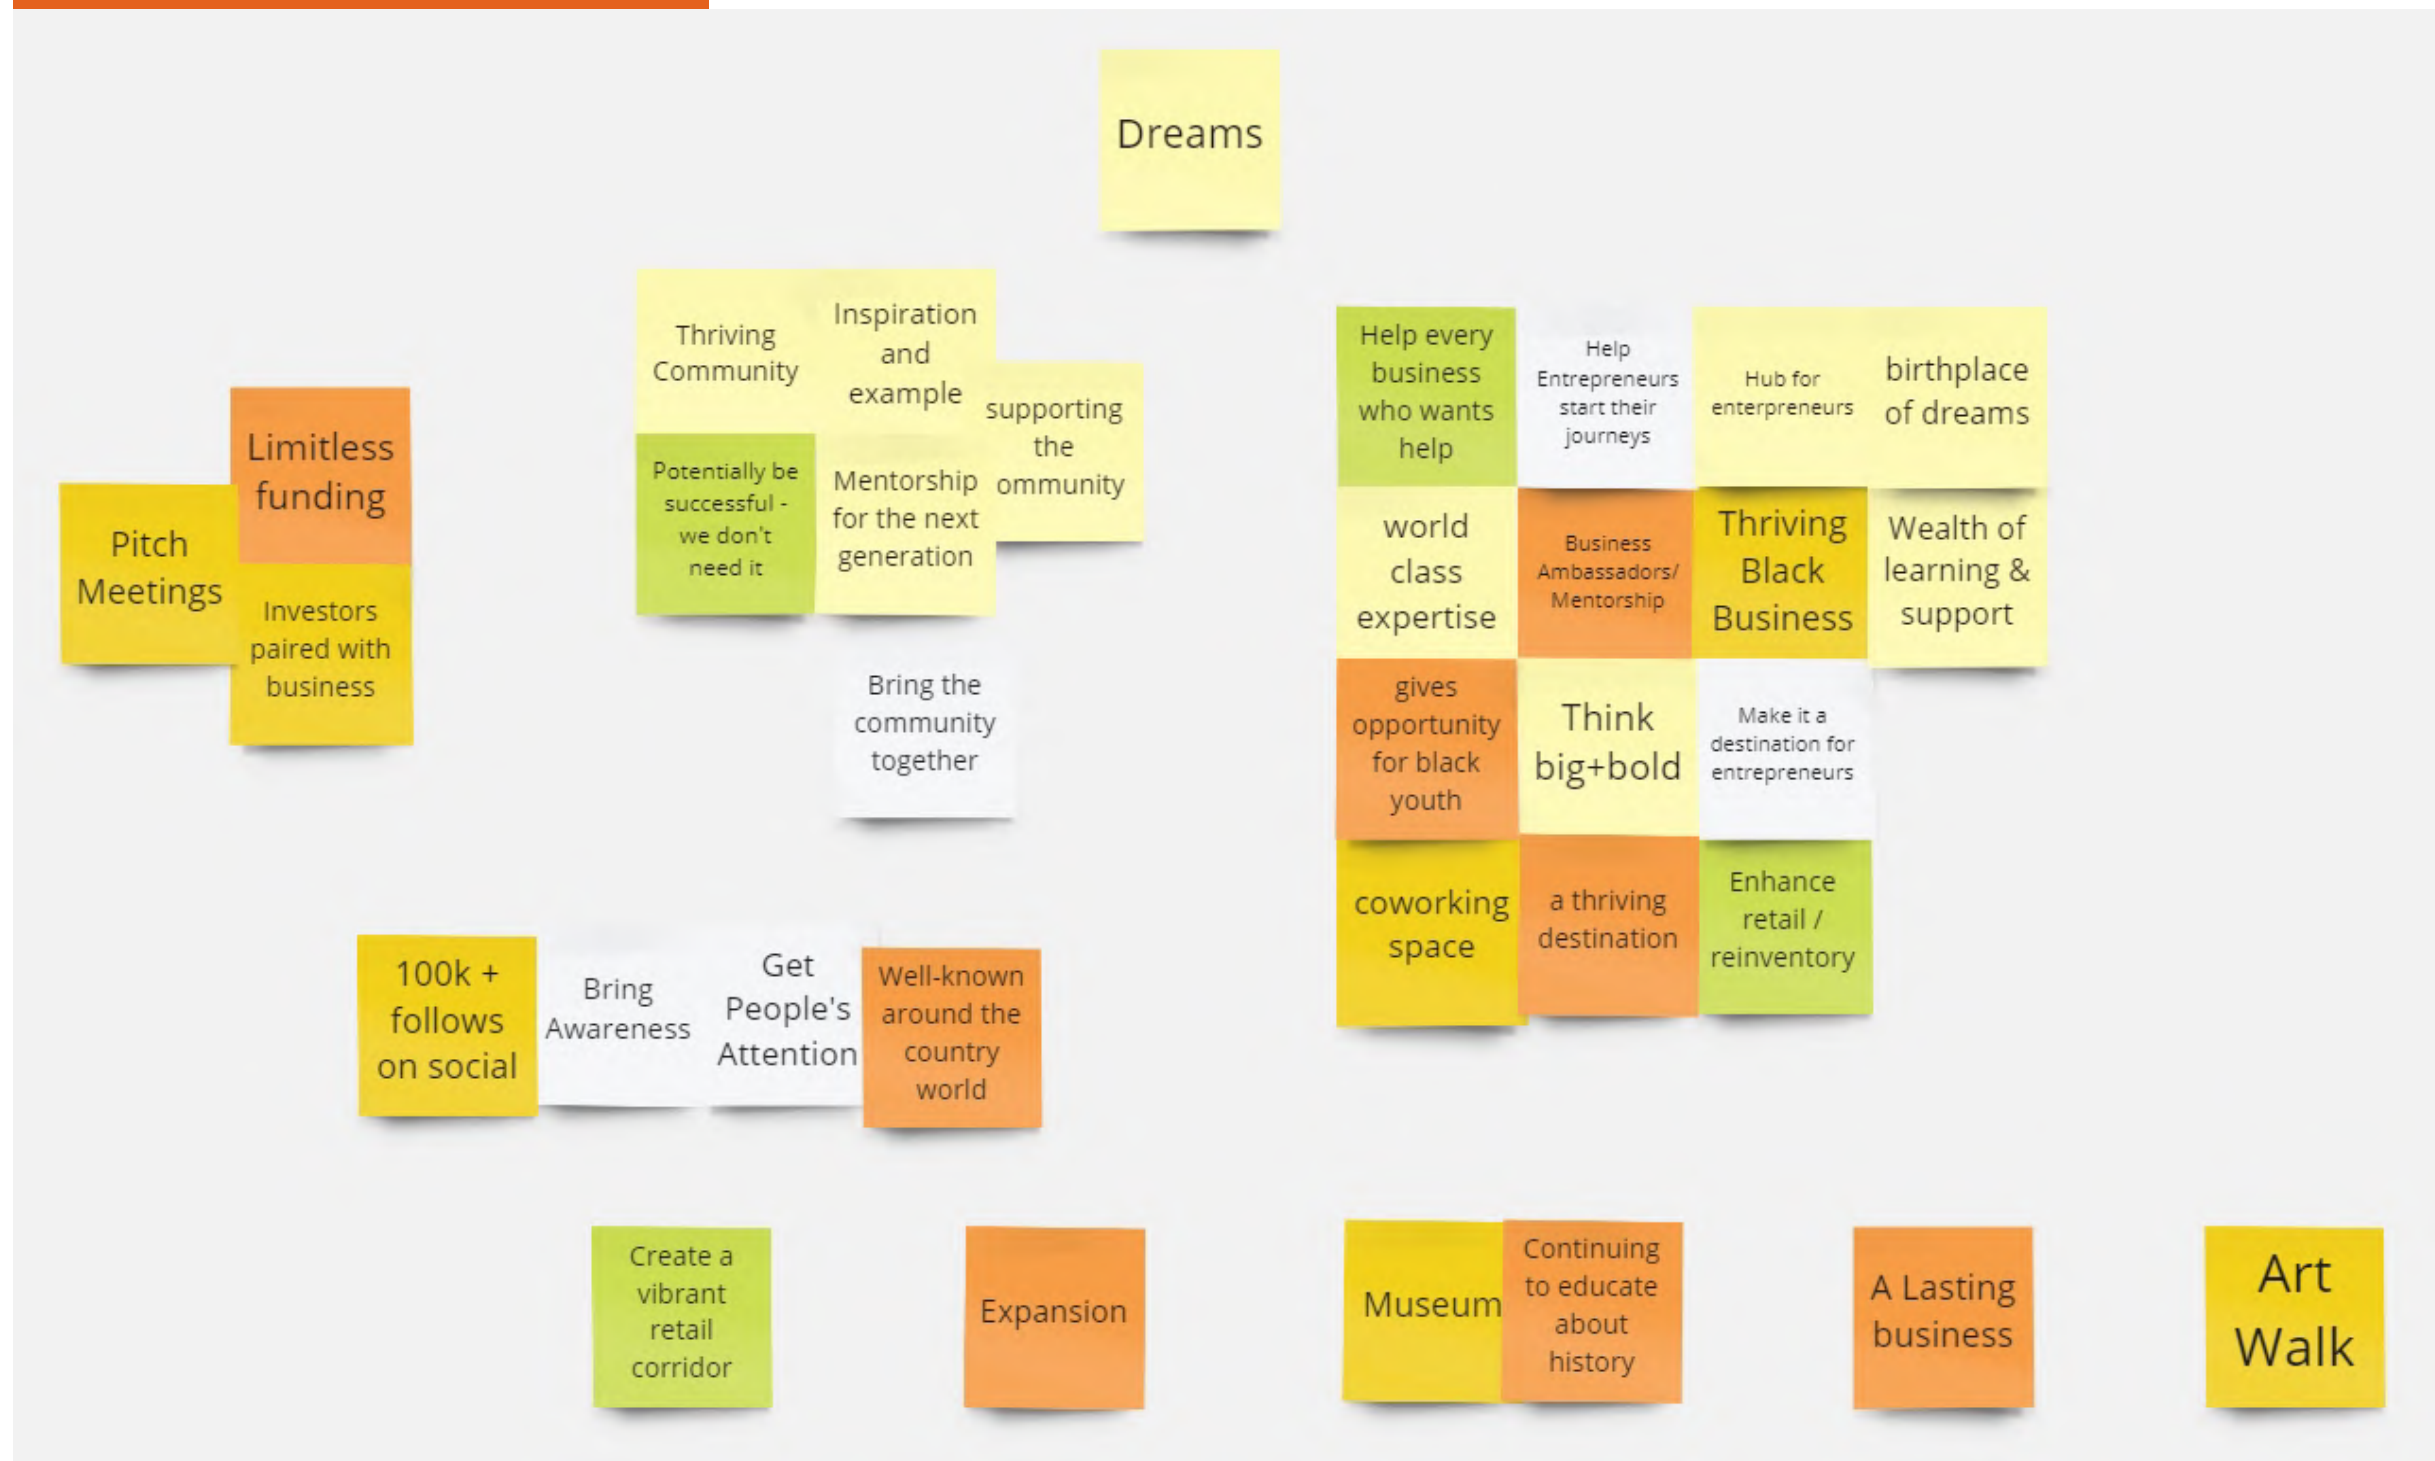 Dreams
Thriving
Community
Inspiration
and
example
supporting
the
ommunity
Potentially be
successful -
we don't
need it
Mentorship
for the next
generation
Bring the
community
together
Limitless
funding
Pitch
Meetings
Investors
paired with
business
Help every
business
who wants
help
Help
Entrepreneurs
start their
journeys
Hub for
enterpreneurs
birthplace
of dreams
world
class
expertise
Business
Ambassadors/
Mentorship
Thriving
Black
Business
Wealth of
learning &
support
gives
opportunity
for black
youth
Think
big+bold
Make it a
destination for
entrepreneurs
coworking
space
a thriving
destination
Enhance
retail /
reinventory
100k +
follows
on social
Bring
Awareness
Get
People's
Attention
Well-known
around the
country
world
Create a
vibrant
retail
corridor
Expansion
Museum
Continuing
to educate
about
history
A Lasting
business
Art
Walk